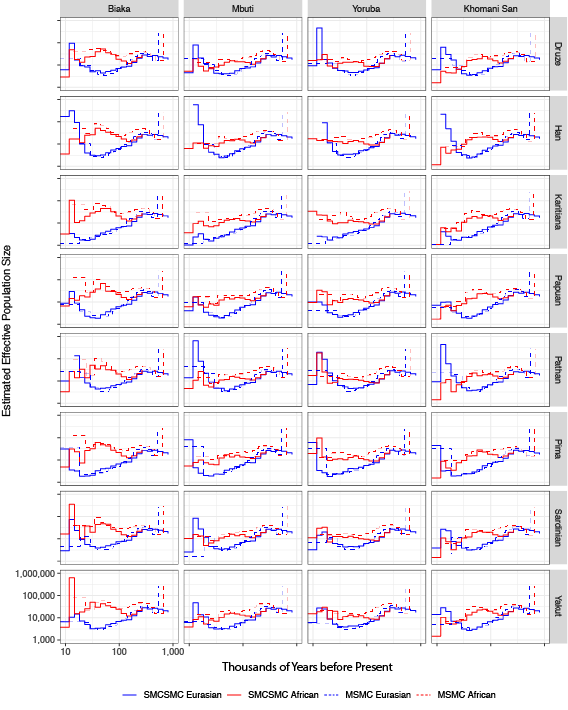 Biaka Mbuti Yoruba Khomani San
Druze
Han
Karitiana
Papuan
Pathan
Pima
Sardinian
Yakut
Estimated Effective Population Size
1,000,000
100,000
10,000
1,000
10 100 1,000
Thousands of Years before Present
SMCSMC Eurasian SMCSMC African MSMC Eurasian MSMC African